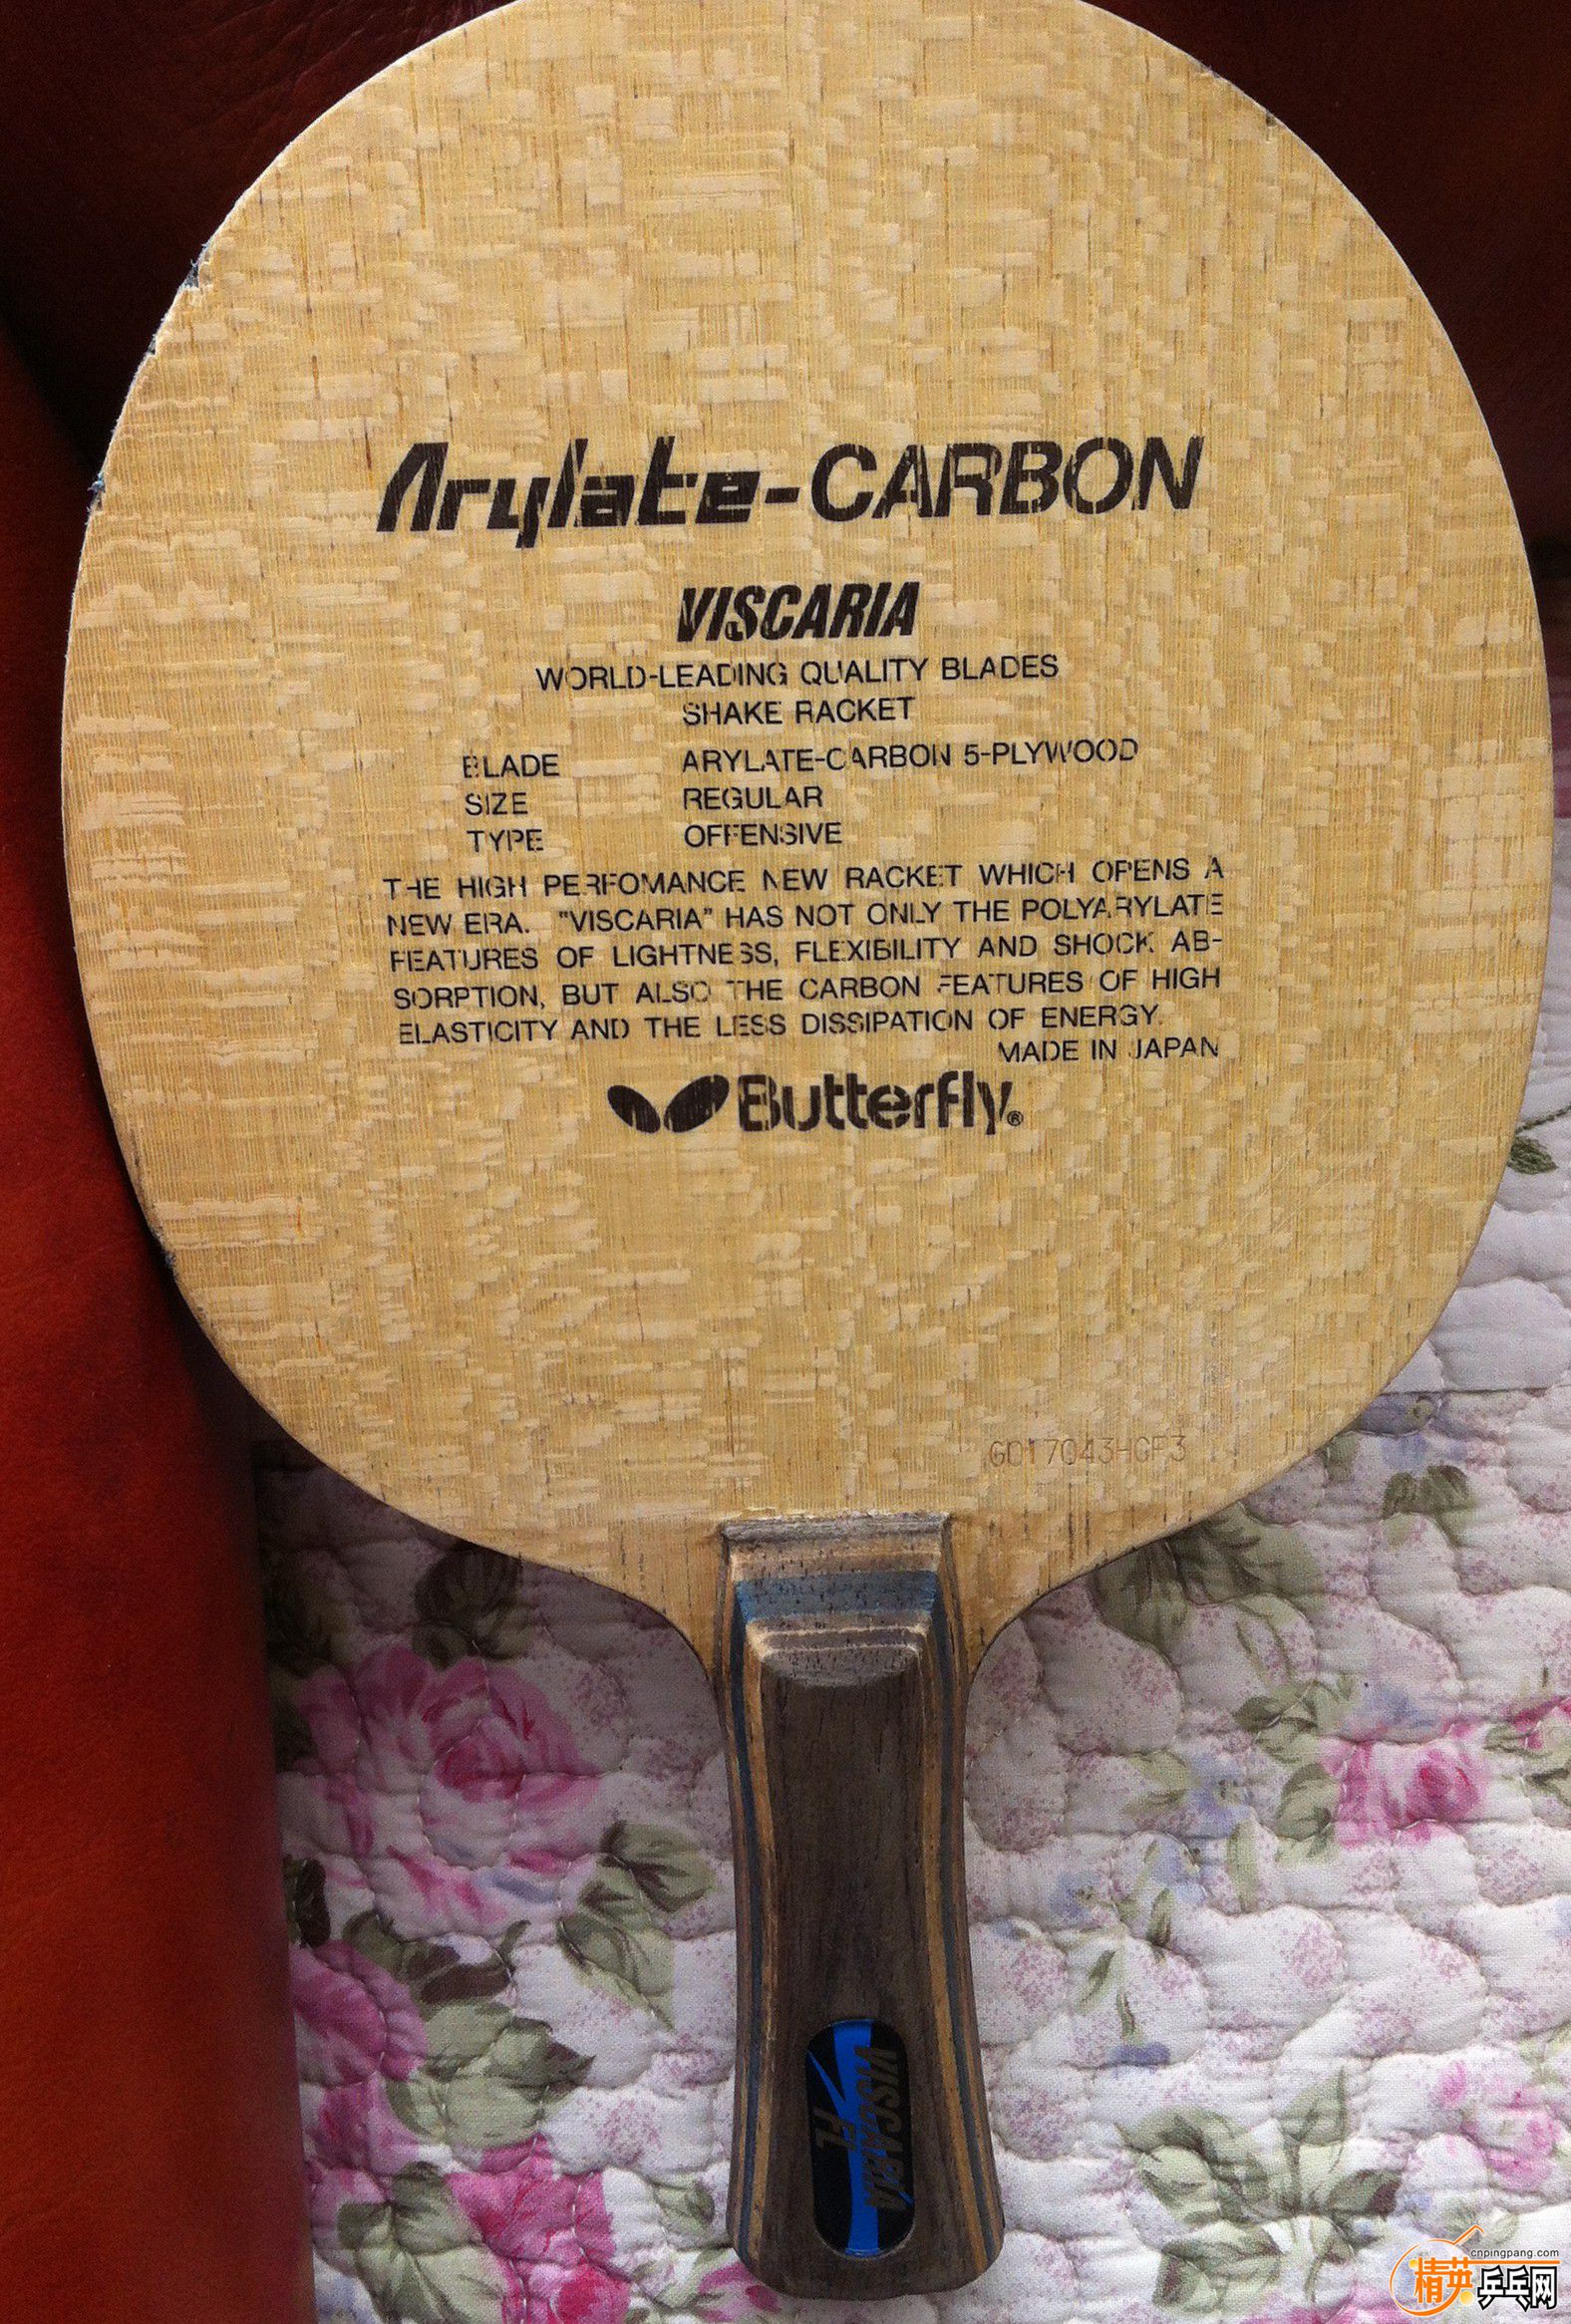 Arylate-CARBON
VISCARIA
WORLD-LEADING QUALITY BLADES
SHAKE RACKET
BLADE ARYLATE-CARBON 5-PLYWOOD
SIZE REGULAR
TYPE OFFENSIVE
THE HIGH PERFOMANCE NEW RACKET WHICH OPENS A
NEW ERA. "VISCARIA" HAS NOT ONLY THE POLYARYLATE
FEATURES OF LIGHTNESS, FLEXIBILITY AND SHOCK AB-
SORPTION, BUT ALSO THE CARBON FEATURES OF HIGH
ELASTICITY AND THE LESS DISSIPATION OF ENERGY.
MADE IN JAPAN
Butterfly®
VISCARIA
FL
cnpingpang.com
精英乒乓网